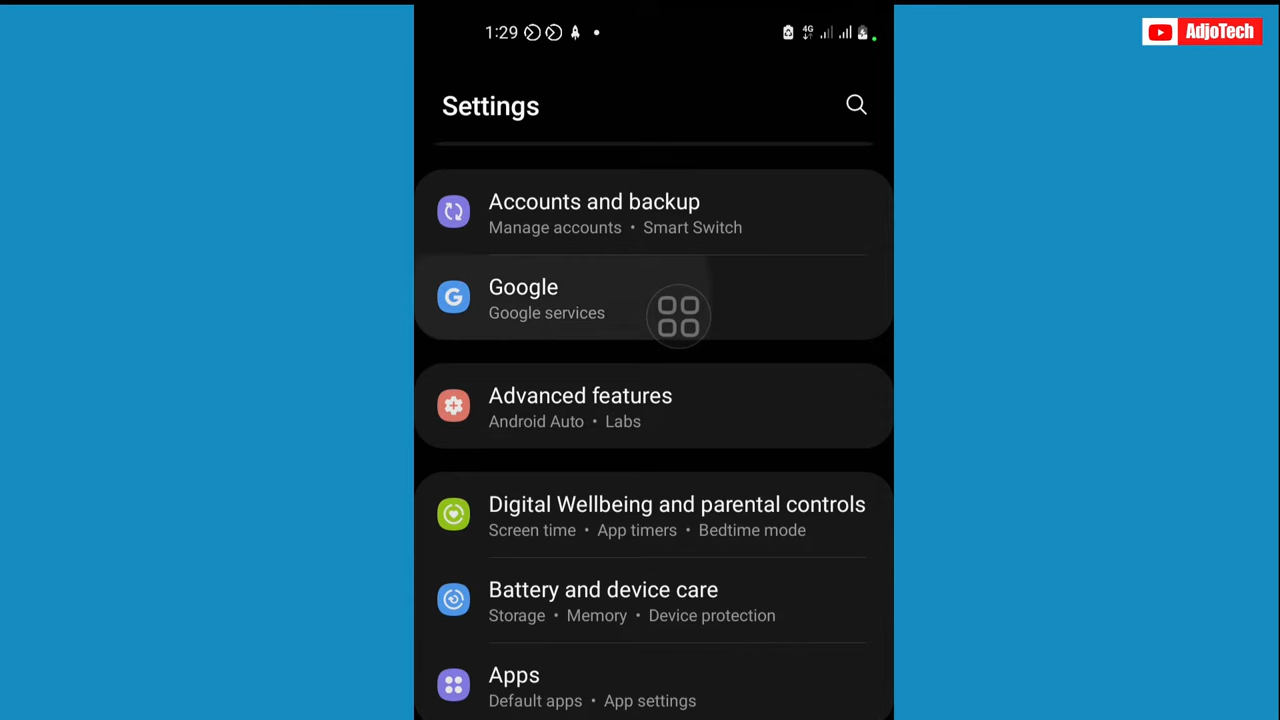 1:29
4G
AdjoTech
Settings
Accounts and backup
Manage accounts • Smart Switch
Google
Google services
Advanced features
Android Auto • Labs
Digital Wellbeing and parental controls
Screen time • App timers • Bedtime mode
Battery and device care
Storage • Memory • Device protection
Apps
Default apps • App settings